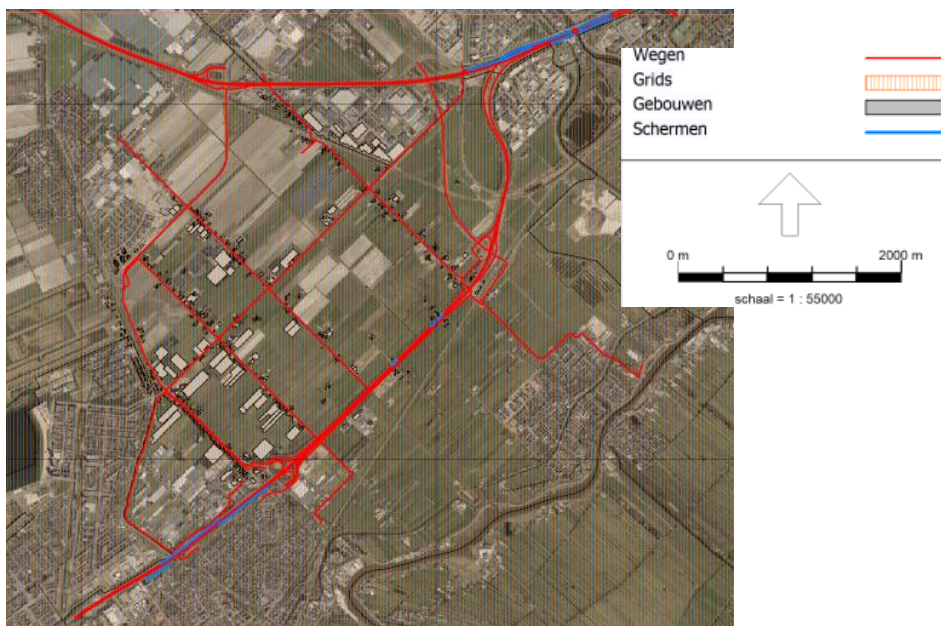 Wegen
Grids
Gebouwen
Schermen
0 m 2000 m
schaal = 1 : 55000